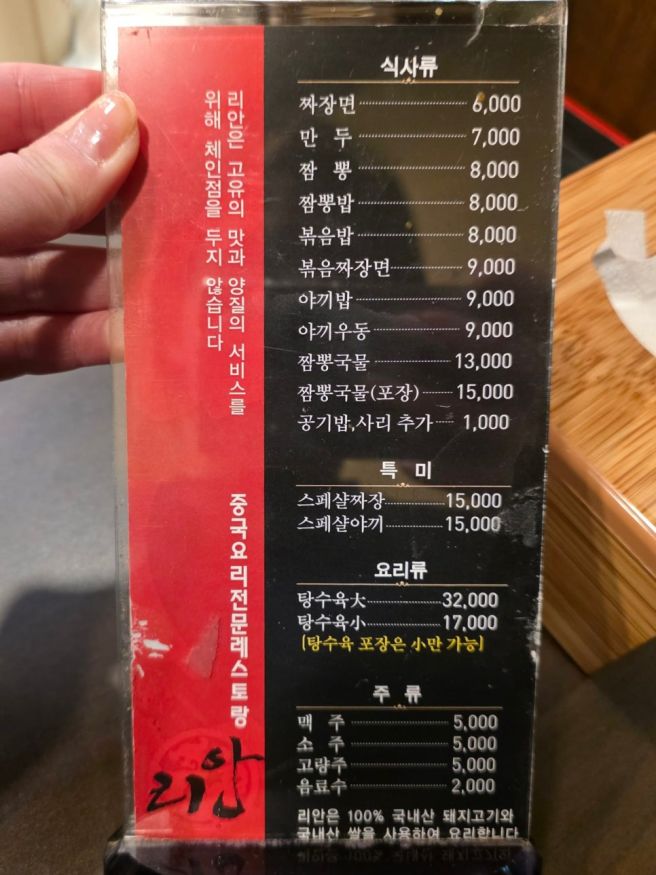 리안은 고유의 맛과 양질의 서비스를
위해 체인점을 두지 않습니다
중국요리전문레스토랑
리안
식사류
짜장면 6,000
만 두 7,000
짬 뽕 8,000
짬뽕밥 8,000
볶음밥 8,000
볶음짜장면 9,000
야끼밥 9,000
야끼우동 9,000
짬뽕국물 13,000
짬뽕국물(포장) 15,000
공기밥,사리 추가 1,000
특 미
스페샬짜장 15,000
스페샬야끼 15,000
요리류
탕수육大 32,000
탕수육小 17,000
(탕수육 포장은 小만 가능)
주 류
맥 주 5,000
소 주 5,000
고량주 5,000
음료수 2,000
리안은 100% 국내산 돼지고기와
국내산 쌀을 사용하여 요리합니다